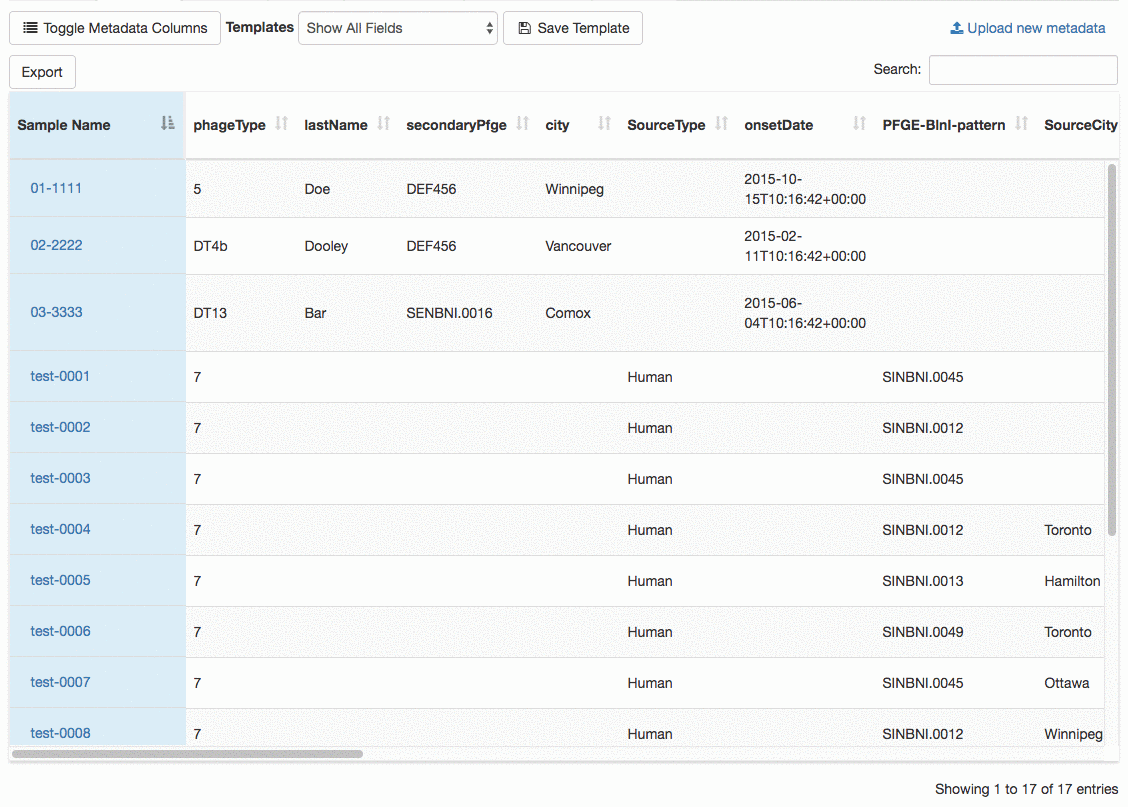 Toggle Metadata Columns Templates Show All Fields Save Template Upload new metadata
Export Search:
Sample Name phageType lastName secondaryPfge city SourceType onsetDate PFGE-BlnI-pattern SourceCity
01-1111 5 Doe DEF456 Winnipeg 2015-10-
15T10:16:42+00:00
02-2222 DT4b Dooley DEF456 Vancouver 2015-02-
11T10:16:42+00:00
03-3333 DT13 Bar SENBNI.0016 Comox 2015-06-
04T10:16:42+00:00
test-0001 7 Human SINBNI.0045
test-0002 7 Human SINBNI.0012
test-0003 7 Human SINBNI.0045
test-0004 7 Human SINBNI.0012 Toronto
test-0005 7 Human SINBNI.0013 Hamilton
test-0006 7 Human SINBNI.0049 Toronto
test-0007 7 Human SINBNI.0045 Ottawa
test-0008 7 Human SINBNI.0012 Winnipeg
Showing 1 to 17 of 17 entries